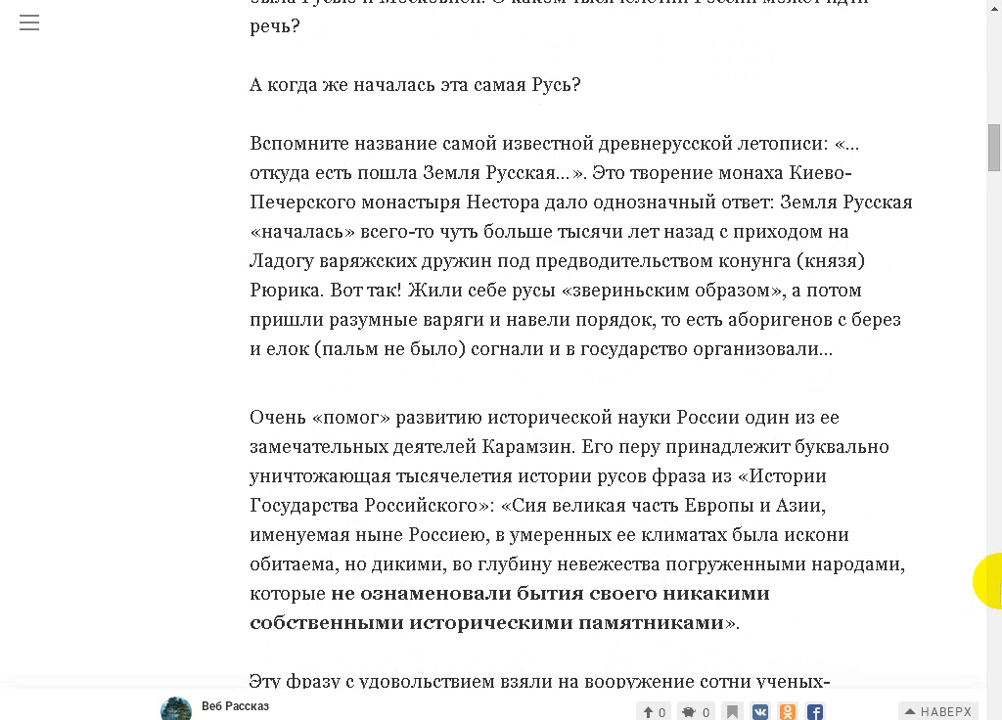 речь?
А когда же началась эта самая Русь?
Вспомните название самой известной древнерусской летописи: «...
откуда есть пошла Земля Русская...». Это творение монаха Киево-
Печерского монастыря Нестора дало однозначный ответ: Земля Русская
«началась» всего-то чуть больше тысячи лет назад с приходом на
Ладогу варяжских дружин под предводительством конунга (князя)
Рюрика. Вот так! Жили себе русы «звериньским образом», а потом
пришли разумные варяги и навели порядок, то есть аборигенов с берез
и елок (пальм не было) согнали и в государство организовали...
Очень «помог» развитию исторической науки России один из ее
замечательных деятелей Карамзин. Его перу принадлежит буквально
уничтожающая тысячелетия истории русов фраза из «Истории
Государства Российского»: «Сия великая часть Европы и Азии,
именуемая ныне Россиею, в умеренных ее климатах была искони
обитаема, но дикими, во глубину невежества погруженными народами,
которые не ознаменовали бытия своего никакими
собственными историческими памятниками».
Эту фразу с удовольствием взяли на вооружение сотни ученых-
Веб Рассказ
0 0 НАВЕРХ